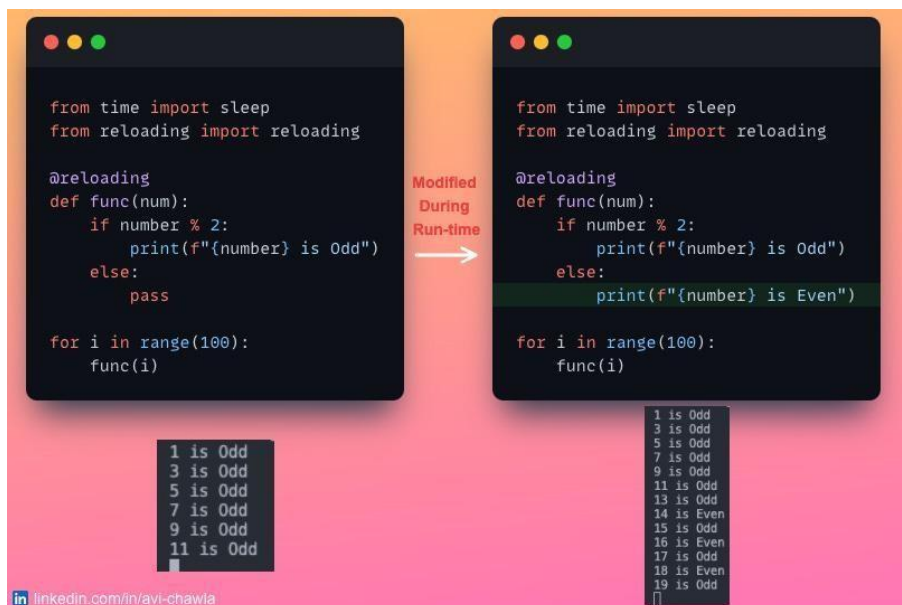 from time import sleep
from reloading import reloading
@reloading
def func(num):
if number % 2:
print(f"{number} is Odd")
else:
pass
for i in range(100):
func(i)
Modified
During
Run-time
from time import sleep
from reloading import reloading
@reloading
def func(num):
if number % 2:
print(f"{number} is Odd")
else:
print(f"{number} is Even")
for i in range(100):
func(i)
1 is Odd
3 is Odd
5 is Odd
7 is Odd
9 is Odd
11 is Odd
1 is Odd
3 is Odd
5 is Odd
7 is Odd
9 is Odd
11 is Odd
13 is Odd
14 is Even
15 is Odd
16 is Even
17 is Odd
18 is Even
19 is Odd
in linkedin.com/in/avi-chawla